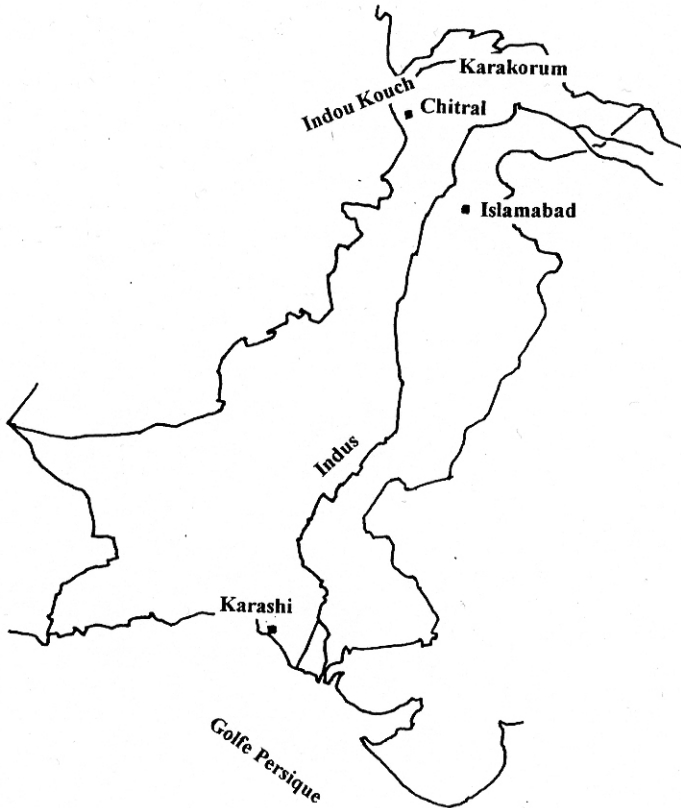 Karakorum
Indou Kouch
Chitral
Islamabad
Indus
Karashi
Golfe Persique